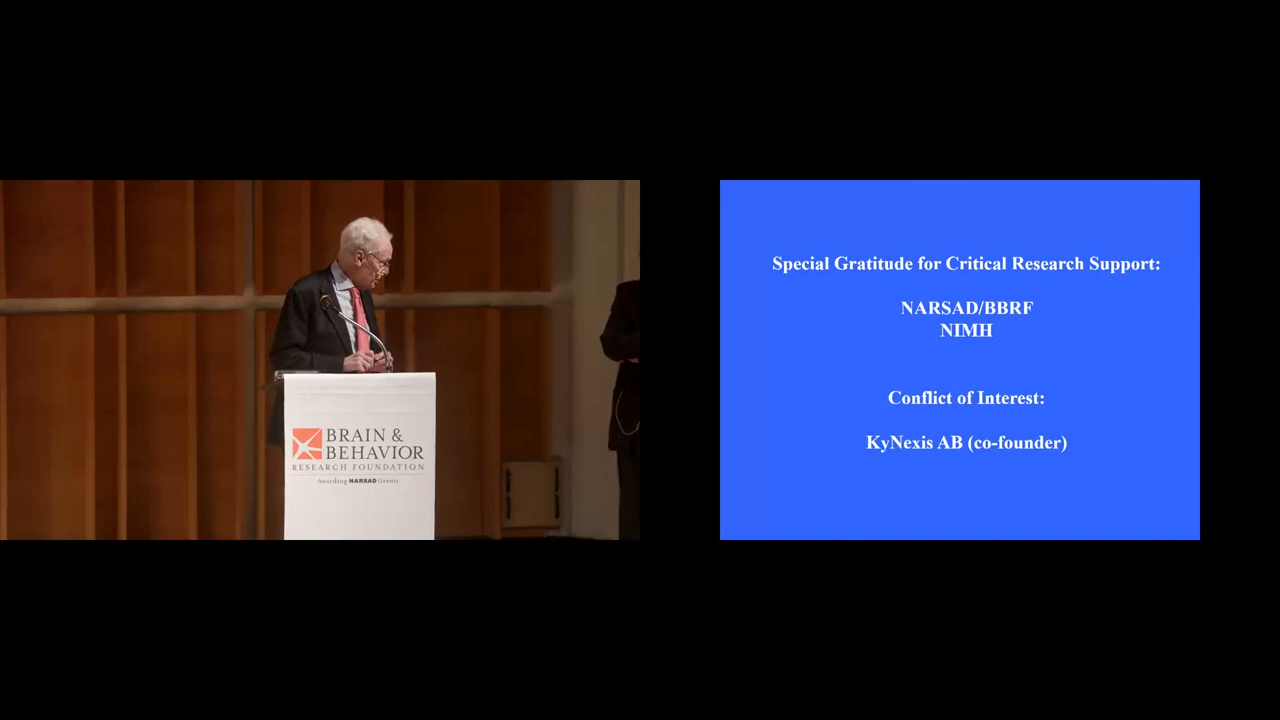 BRAIN &
BEHAVIOR
RESEARCH FOUNDATION
Awarding NARSAD Grants
Special Gratitude for Critical Research Support:
NARSAD/BBRF
NIMH
Conflict of Interest:
KyNexis AB (co-founder)